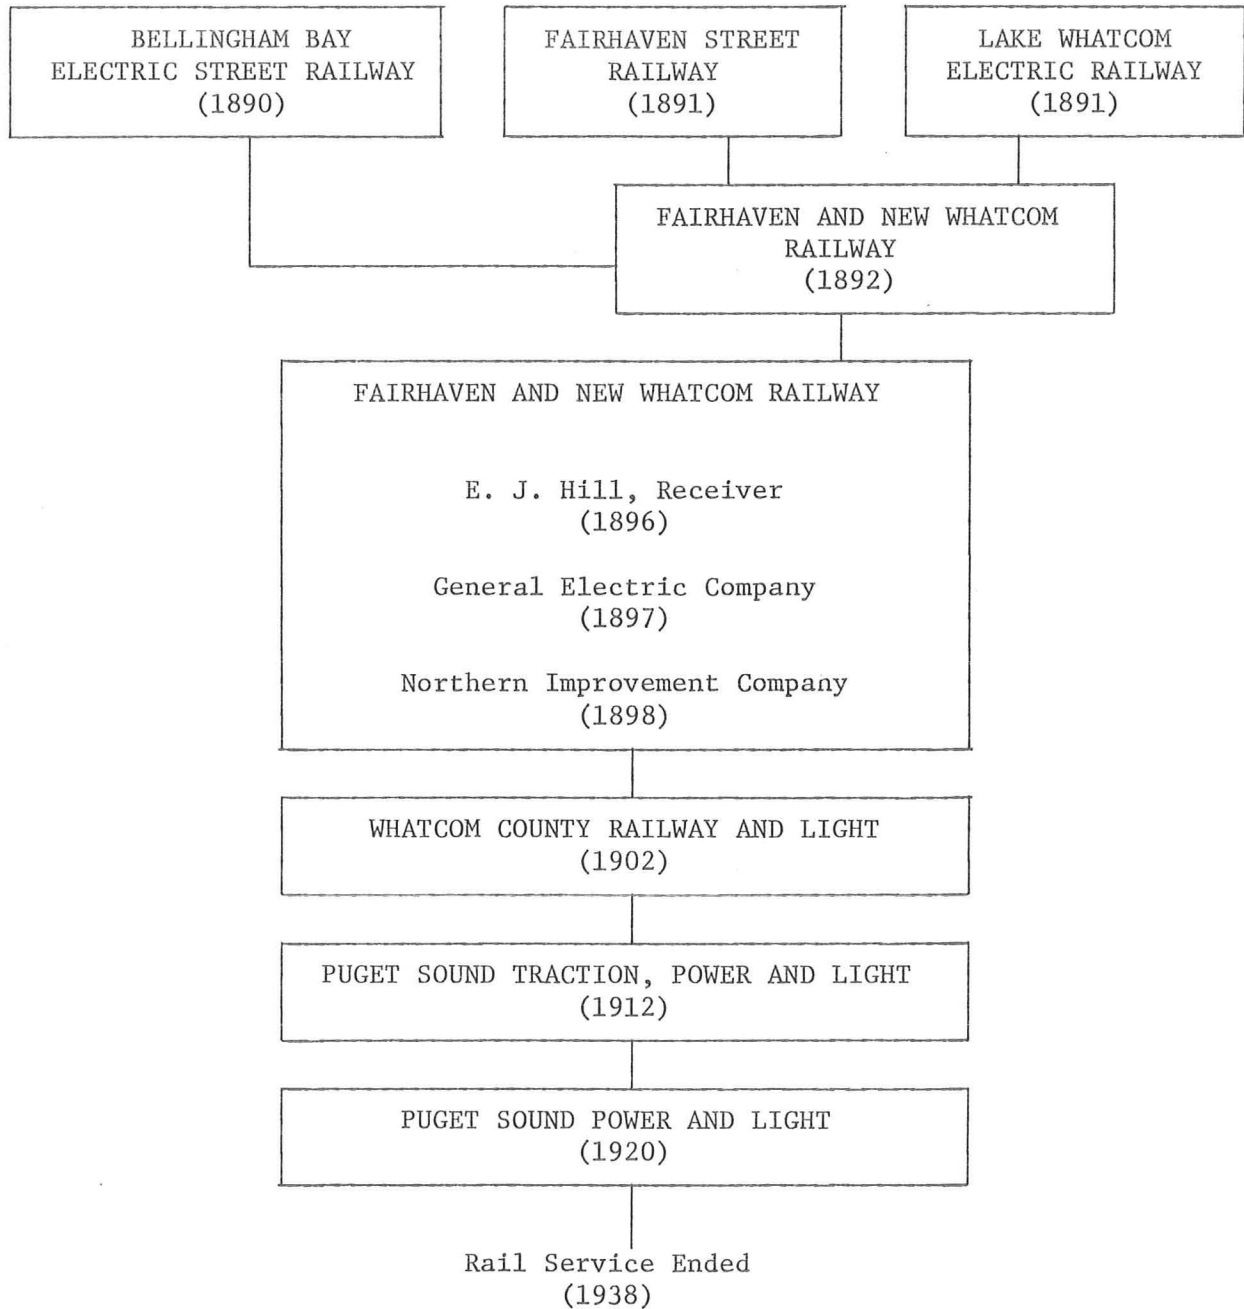 BELLINGHAM BAY
ELECTRIC STREET RAILWAY
(1890)
FAIRHAVEN STREET
RAILWAY
(1891)
LAKE WHATCOM
ELECTRIC RAILWAY
(1891)
FAIRHAVEN AND NEW WHATCOM
RAILWAY
(1892)
FAIRHAVEN AND NEW WHATCOM RAILWAY
E. J. Hill, Receiver
(1896)
General Electric Company
(1897)
Northern Improvement Company
(1898)
WHATCOM COUNTY RAILWAY AND LIGHT
(1902)
PUGET SOUND TRACTION, POWER AND LIGHT
(1912)
PUGET SOUND POWER AND LIGHT
(1920)
Rail Service Ended
(1938)